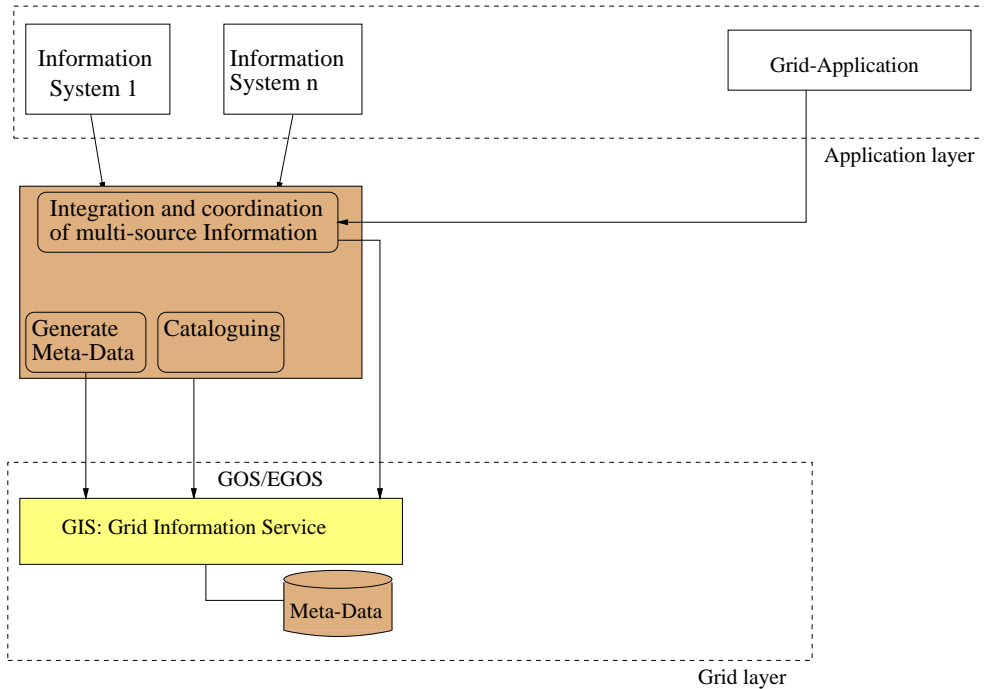 Information
System 1
Information
System n
Grid-Application
Application layer
Integration and coordination
of multi-source Information
Generate
Meta-Data
Cataloguing
GOS/EGOS
GIS: Grid Information Service
Meta-Data
Grid layer